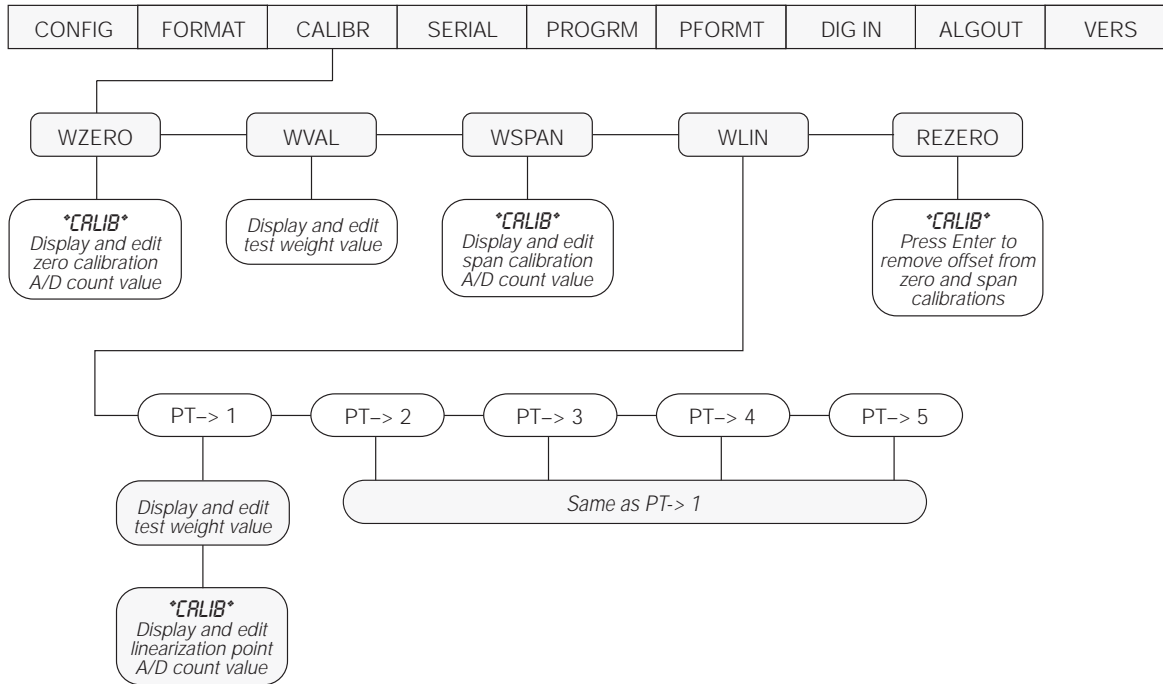 CONFIG FORMAT CALIBR SERIAL PROGRM PFORMT DIG IN ALGOUT VERS
WZERO WVAL WSPAN WLIN REZERO
*CALIB*
Display and edit
zero calibration
A/D count value
Display and edit
test weight value
*CALIB*
Display and edit
span calibration
A/D count value
*CALIB*
Press Enter to
remove offset from
zero and span
calibrations
PT–> 1 PT–> 2 PT–> 3 PT–> 4 PT–> 5
Display and edit
test weight value
Same as PT-> 1
*CALIB*
Display and edit
linearization point
A/D count value